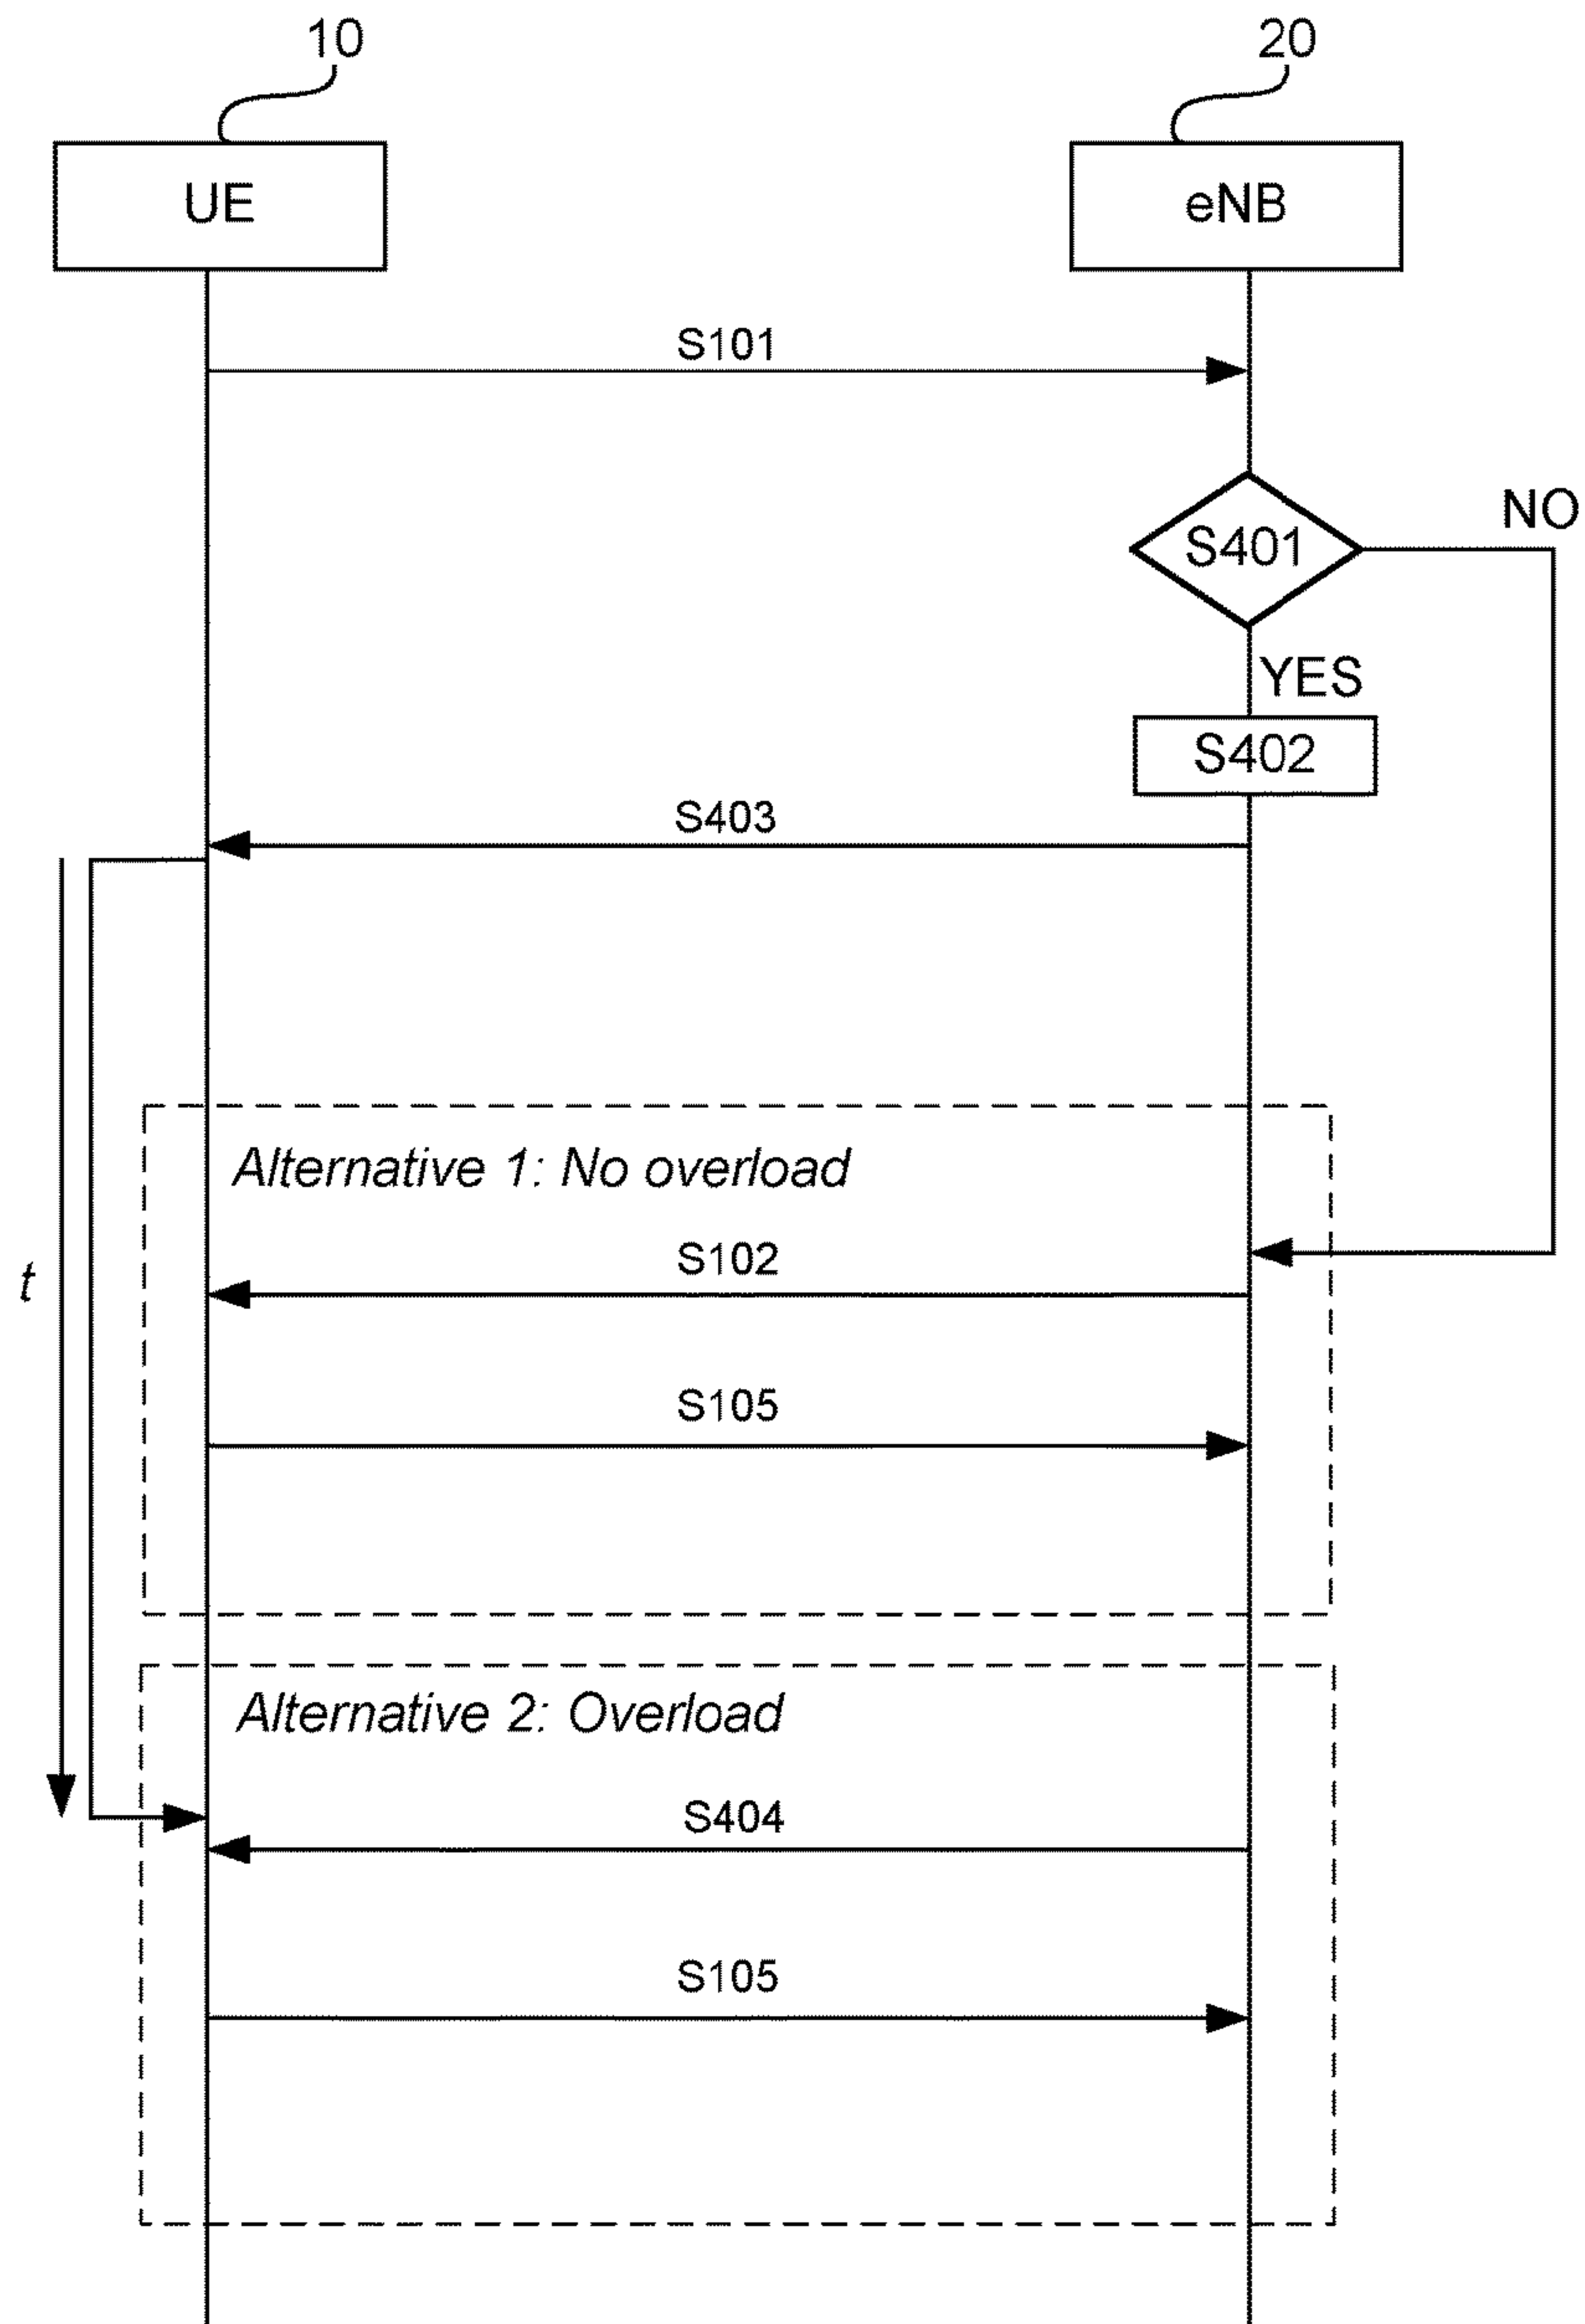 10
20
UE
eNB
S101
NO
S401
YES
S402
S403
Alternative 1: No overload
S102
t
S105
Alternative 2: Overload
S404
S105